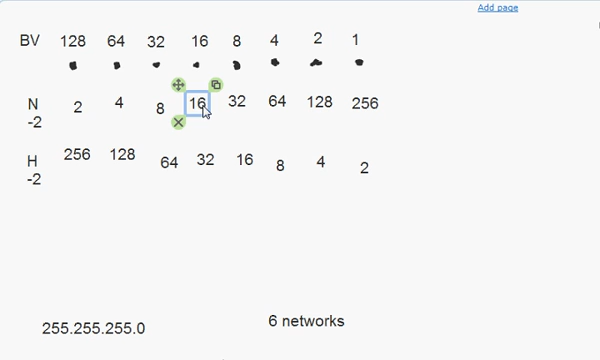 Add page
BV 128 64 32 16 8 4 2 1
N 2 4 8 16 32 64 128 256
-2
H 256 128 64 32 16 8 4 2
-2
255.255.255.0 6 networks